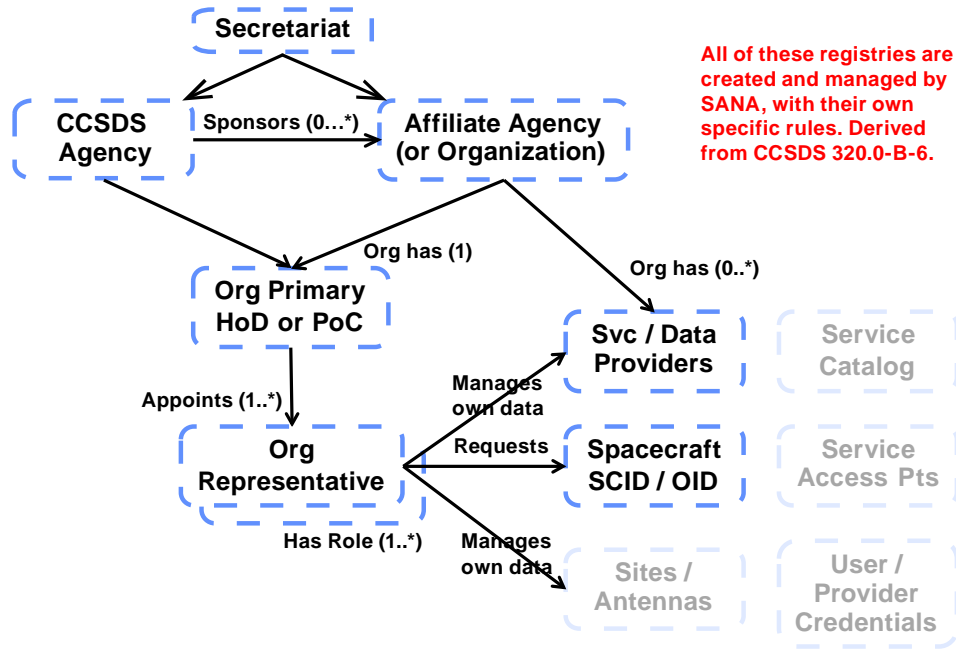 Secretariat
All of these registries are
created and managed by
SANA, with their own
specific rules. Derived
from CCSDS 320.0-B-6.
CCSDS
Agency
Sponsors (0…*)
Affiliate Agency
(or Organization)
Org has (1)
Org has (0..*)
Org Primary
HoD or PoC
Svc / Data
Providers
Service
Catalog
Manages
own data
Appoints (1..*)
Org
Representative
Requests
Spacecraft
SCID / OID
Service
Access Pts
Has Role (1..*)
Manages
own data
Sites /
Antennas
User /
Provider
Credentials